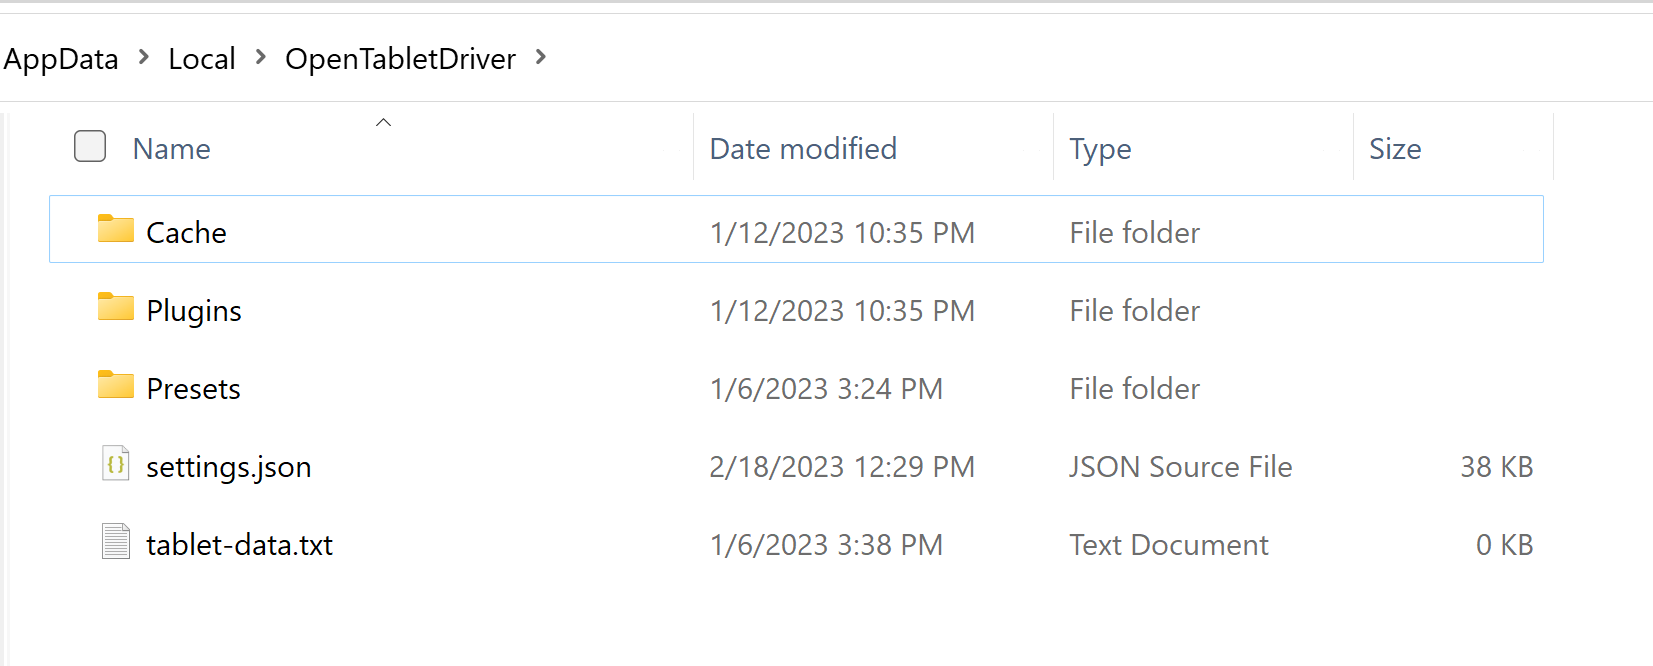 AppData > Local > OpenTabletDriver >
Name Date modified Type Size
Cache 1/12/2023 10:35 PM File folder
Plugins 1/12/2023 10:35 PM File folder
Presets 1/6/2023 3:24 PM File folder
settings.json 2/18/2023 12:29 PM JSON Source File 38 KB
tablet-data.txt 1/6/2023 3:38 PM Text Document 0 KB